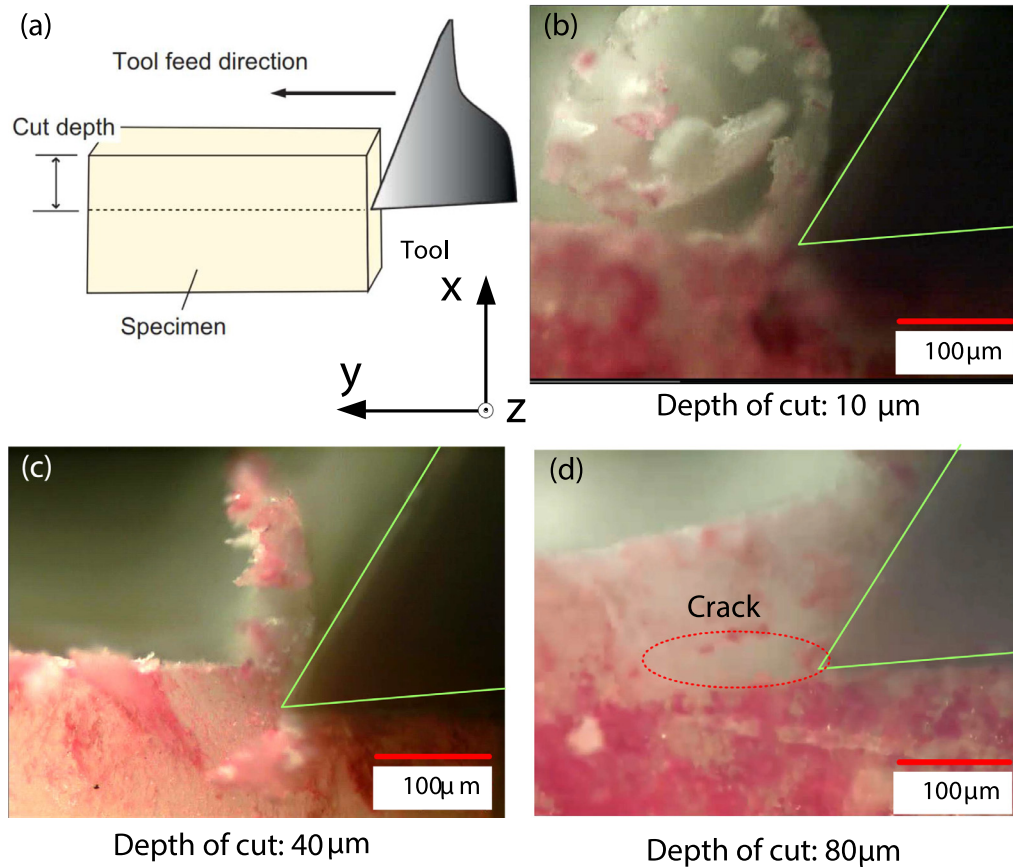 (a)
Tool feed direction
Cut depth
Tool
Specimen
x
y
z
(b)
100μm
Depth of cut: 10 μm
(c)
100μ m
Depth of cut: 40μm
(d)
Crack
100μm
Depth of cut: 80μm